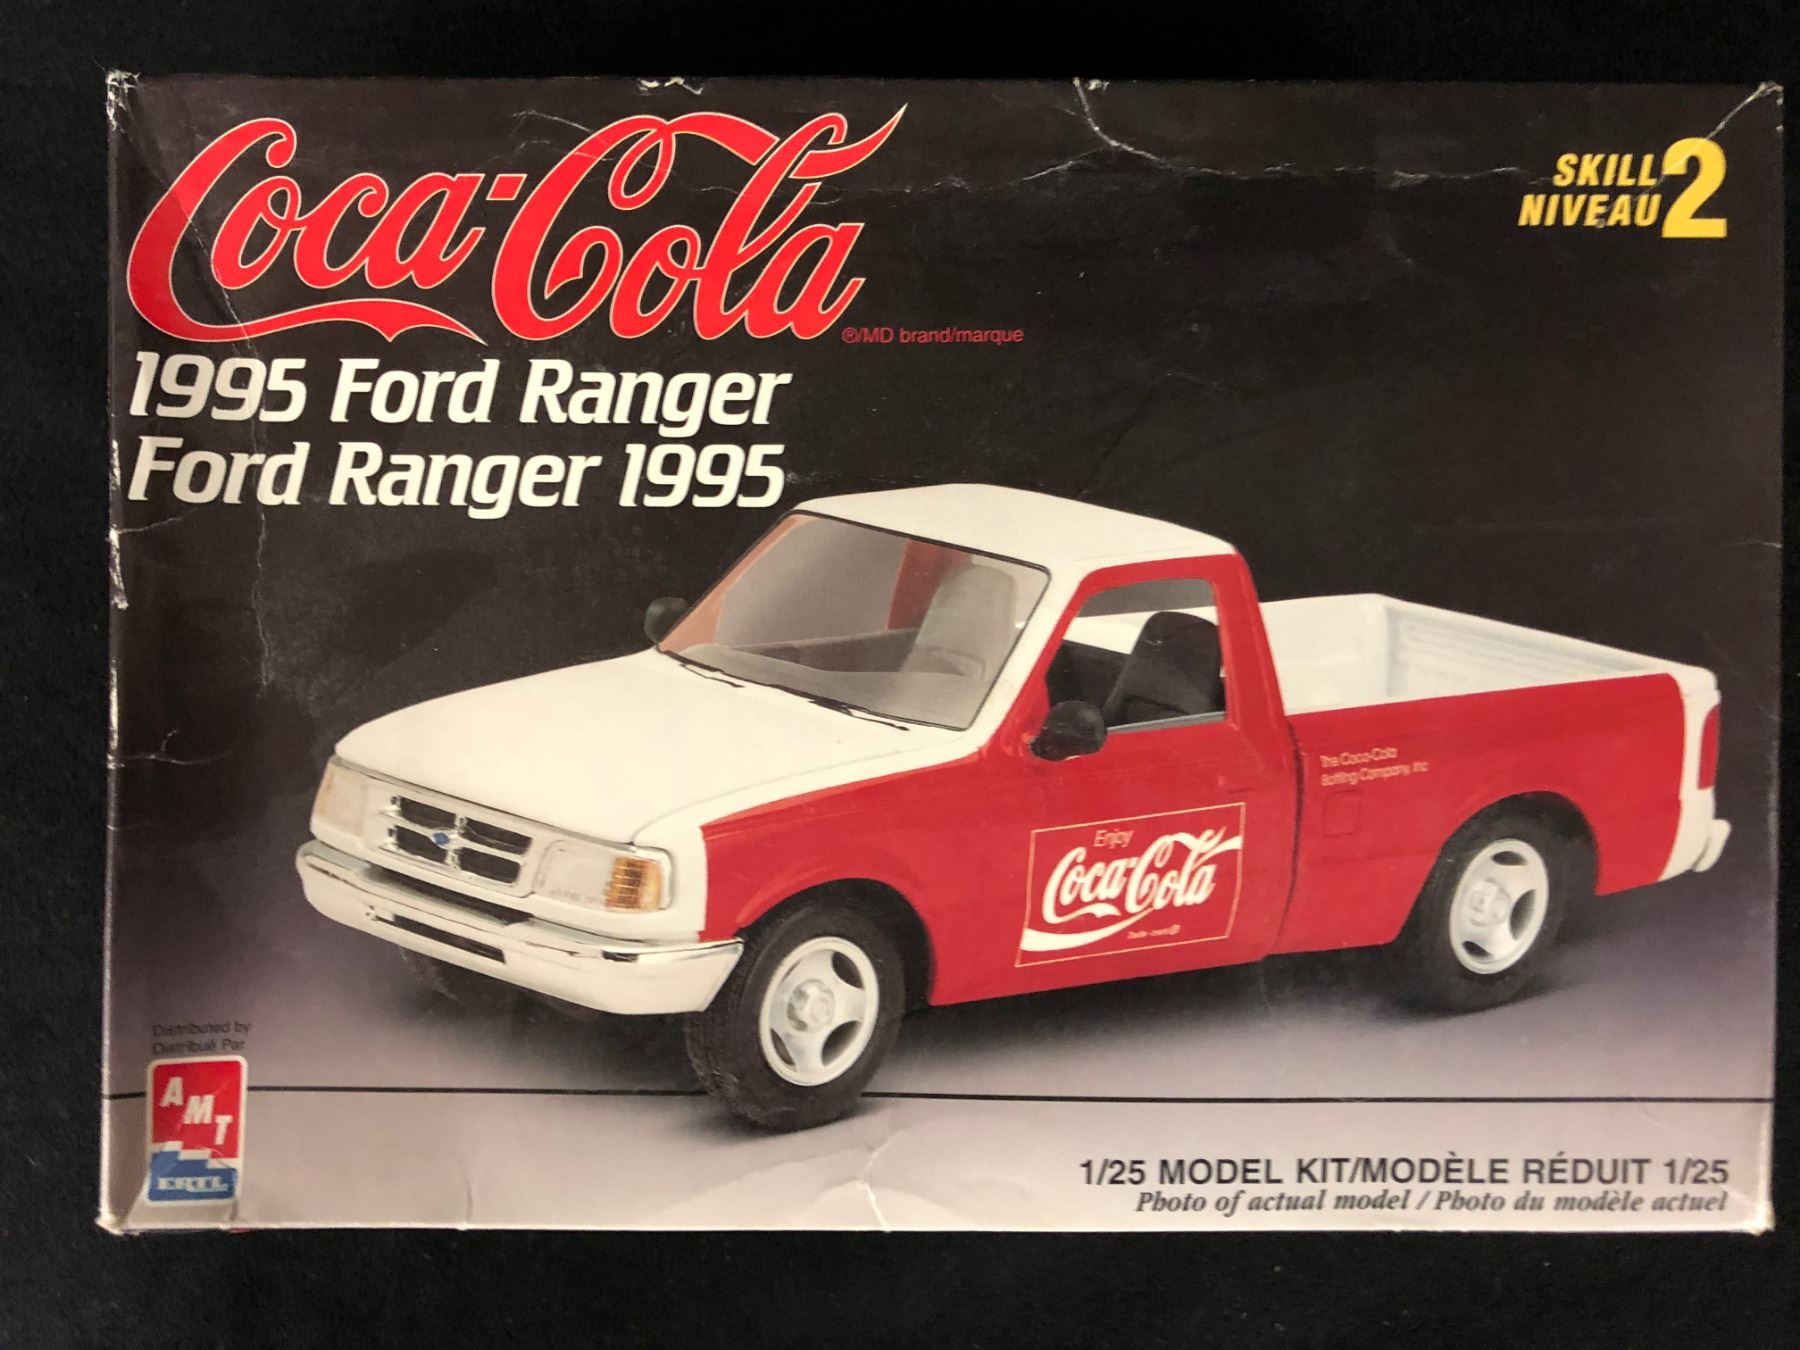 Coca-Cola
®/MD brand/marque
SKILL 2
NIVEAU
1995 Ford Ranger
Ford Ranger 1995
The Coca-Cola
Bottling Company, Inc
Enjoy
Coca-Cola
Distributed by
Distribué Par
AMT
ERTL
1/25 MODEL KIT/MODÈLE RÉDUIT 1/25
Photo of actual model / Photo du modèle actuel